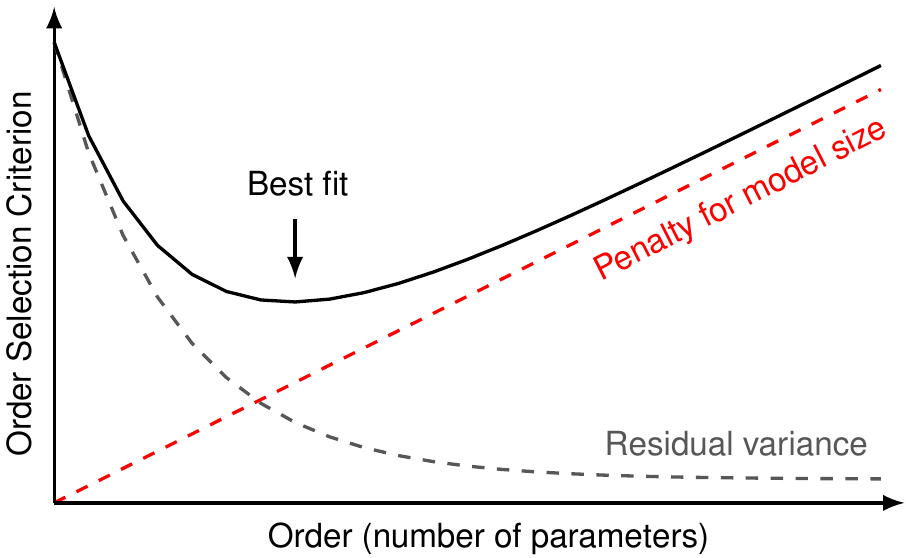 Order Selection Criterion
Best fit
Penalty for model size
Residual variance
Order (number of parameters)